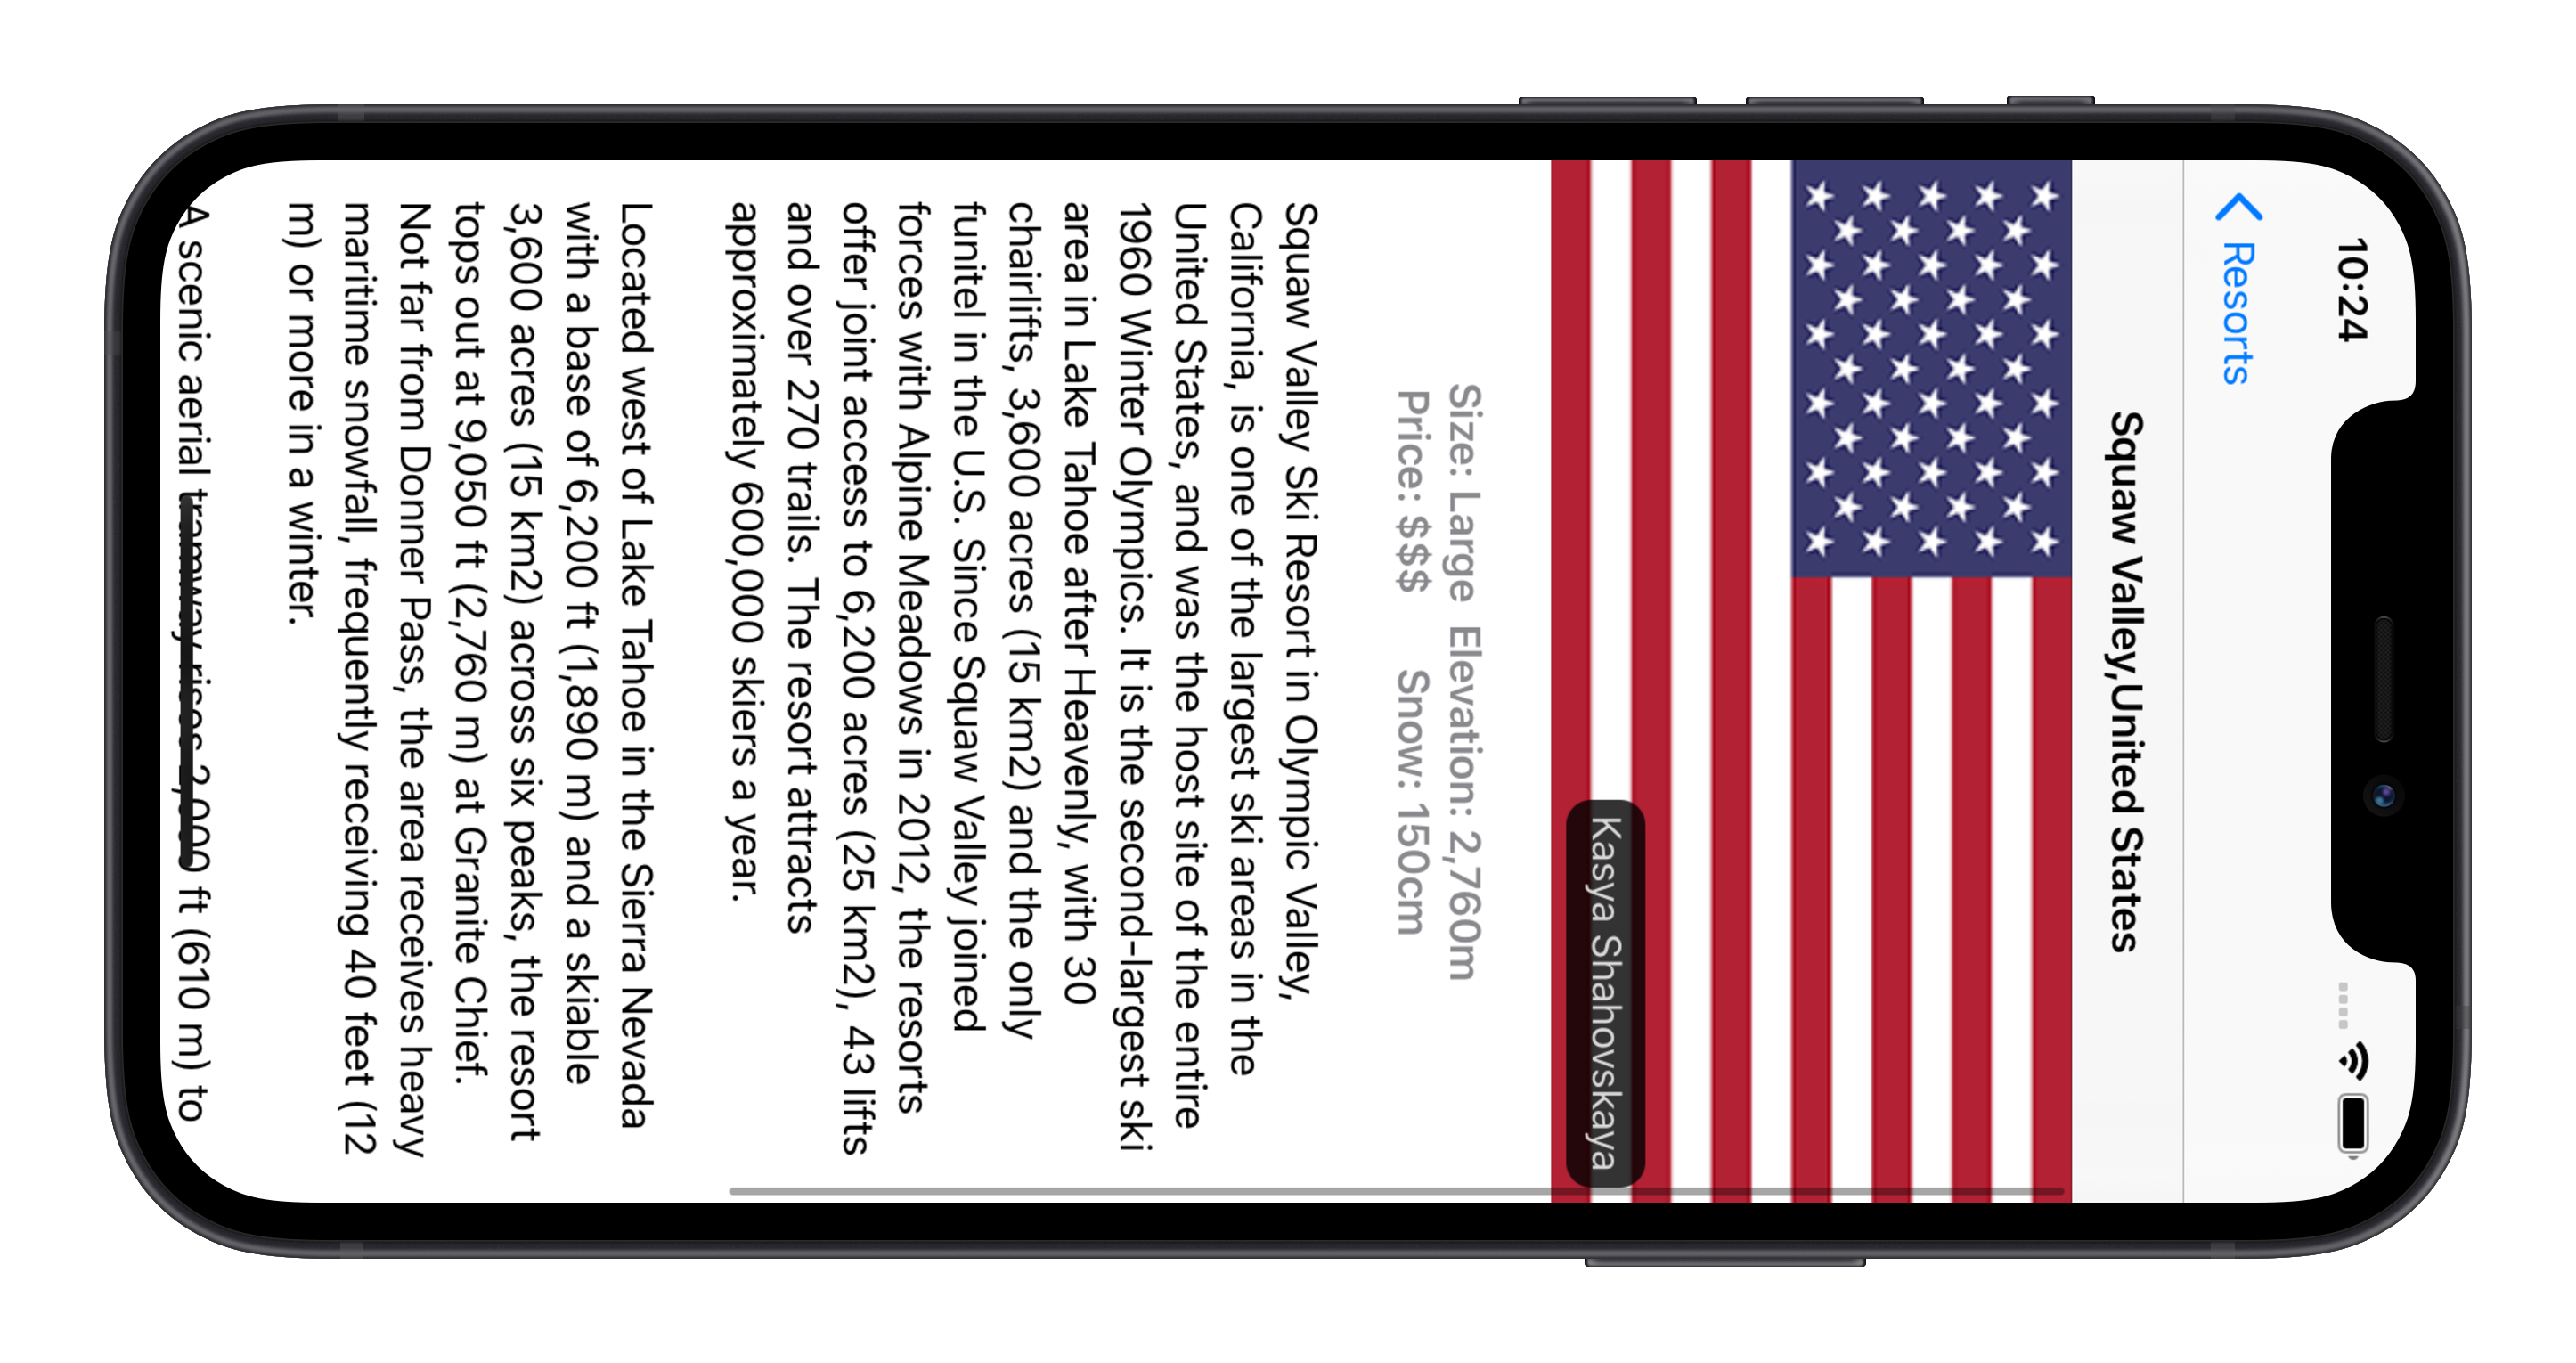 10:24
Resorts
Squaw Valley,United States
Kasya Shahovskaya
Size: Large Elevation: 2,760m
Price: $$$ Snow: 150cm
Squaw Valley Ski Resort in Olympic Valley,
California, is one of the largest ski areas in the
United States, and was the host site of the entire
1960 Winter Olympics. It is the second-largest ski
area in Lake Tahoe after Heavenly, with 30
chairlifts, 3,600 acres (15 km2) and the only
funitel in the U.S. Since Squaw Valley joined
forces with Alpine Meadows in 2012, the resorts
offer joint access to 6,200 acres (25 km2), 43 lifts
and over 270 trails. The resort attracts
approximately 600,000 skiers a year.
Located west of Lake Tahoe in the Sierra Nevada
with a base of 6,200 ft (1,890 m) and a skiable
3,600 acres (15 km2) across six peaks, the resort
tops out at 9,050 ft (2,760 m) at Granite Chief.
Not far from Donner Pass, the area receives heavy
maritime snowfall, frequently receiving 40 feet (12
m) or more in a winter.
A scenic aerial tramway rises 2,000 ft (610 m) to